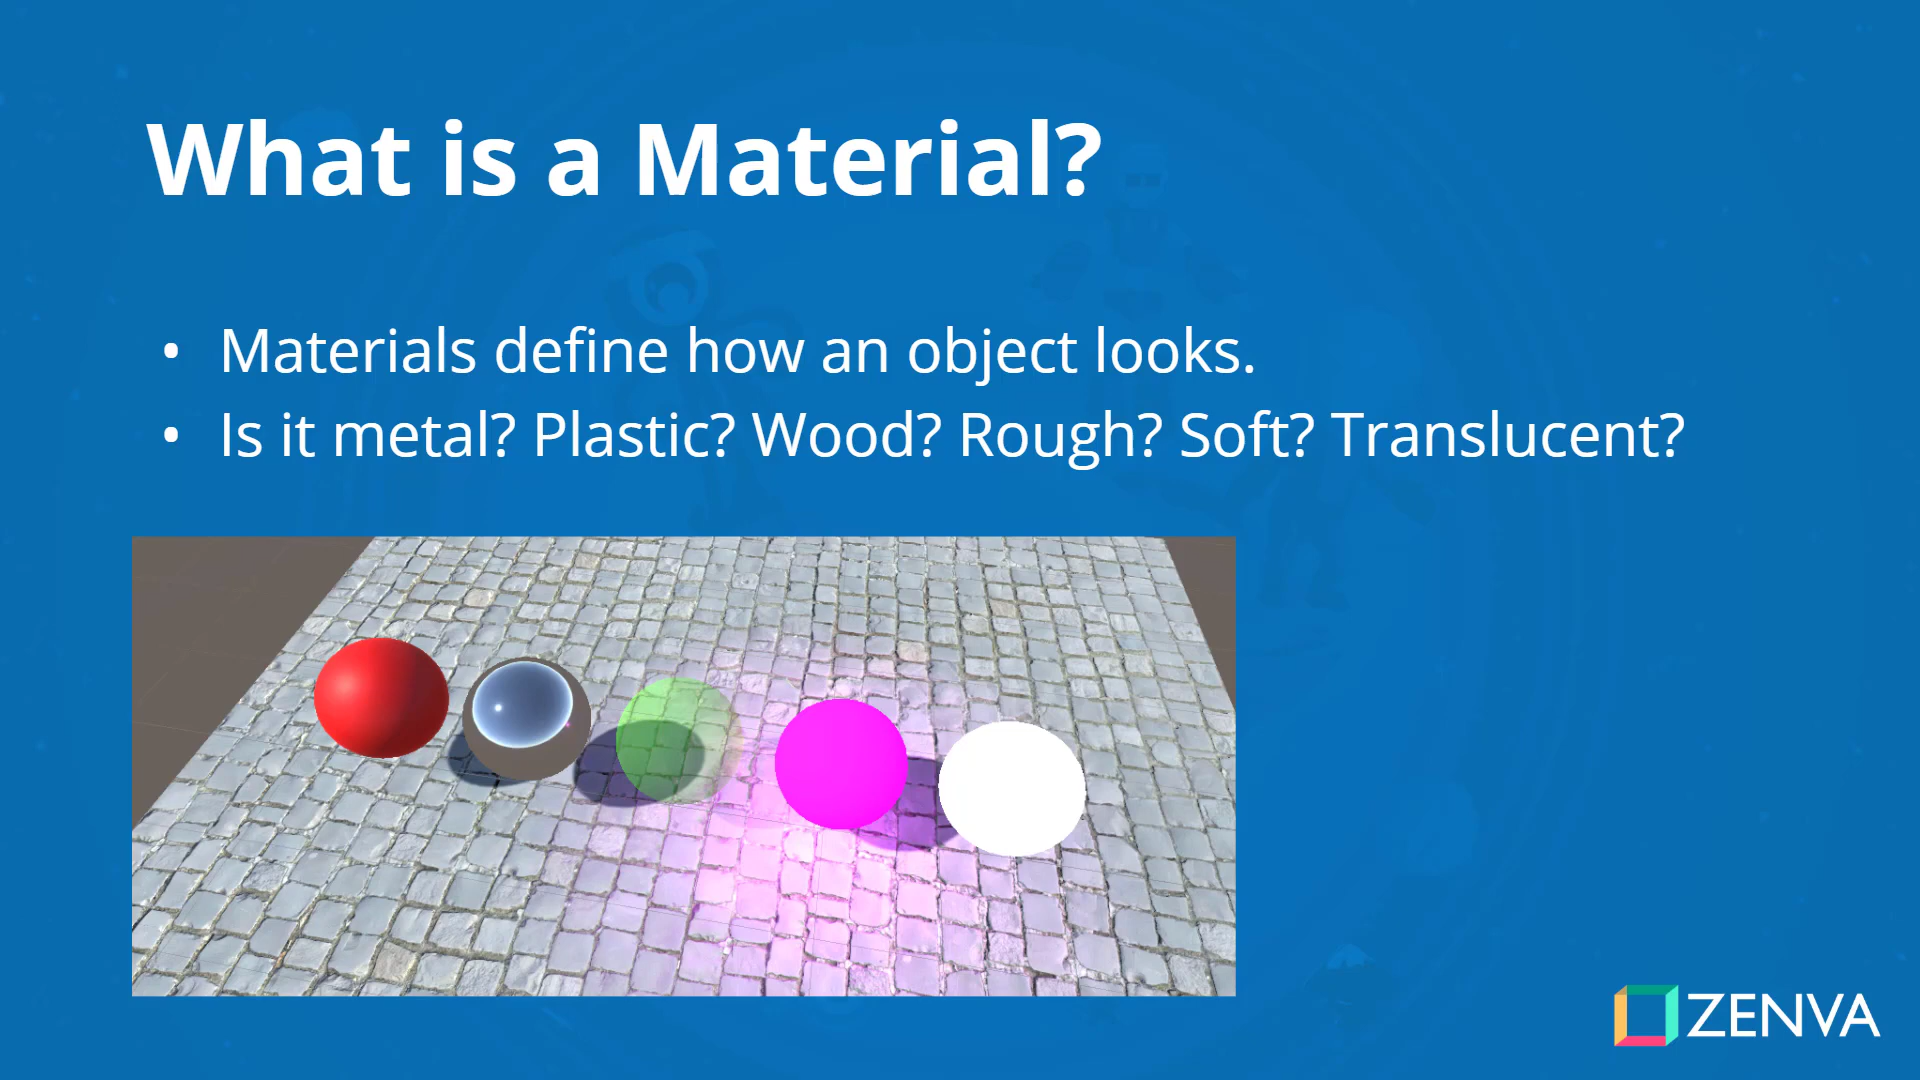 What is a Material?
• Materials define how an object looks.
• Is it metal? Plastic? Wood? Rough? Soft? Translucent?
ZENVA